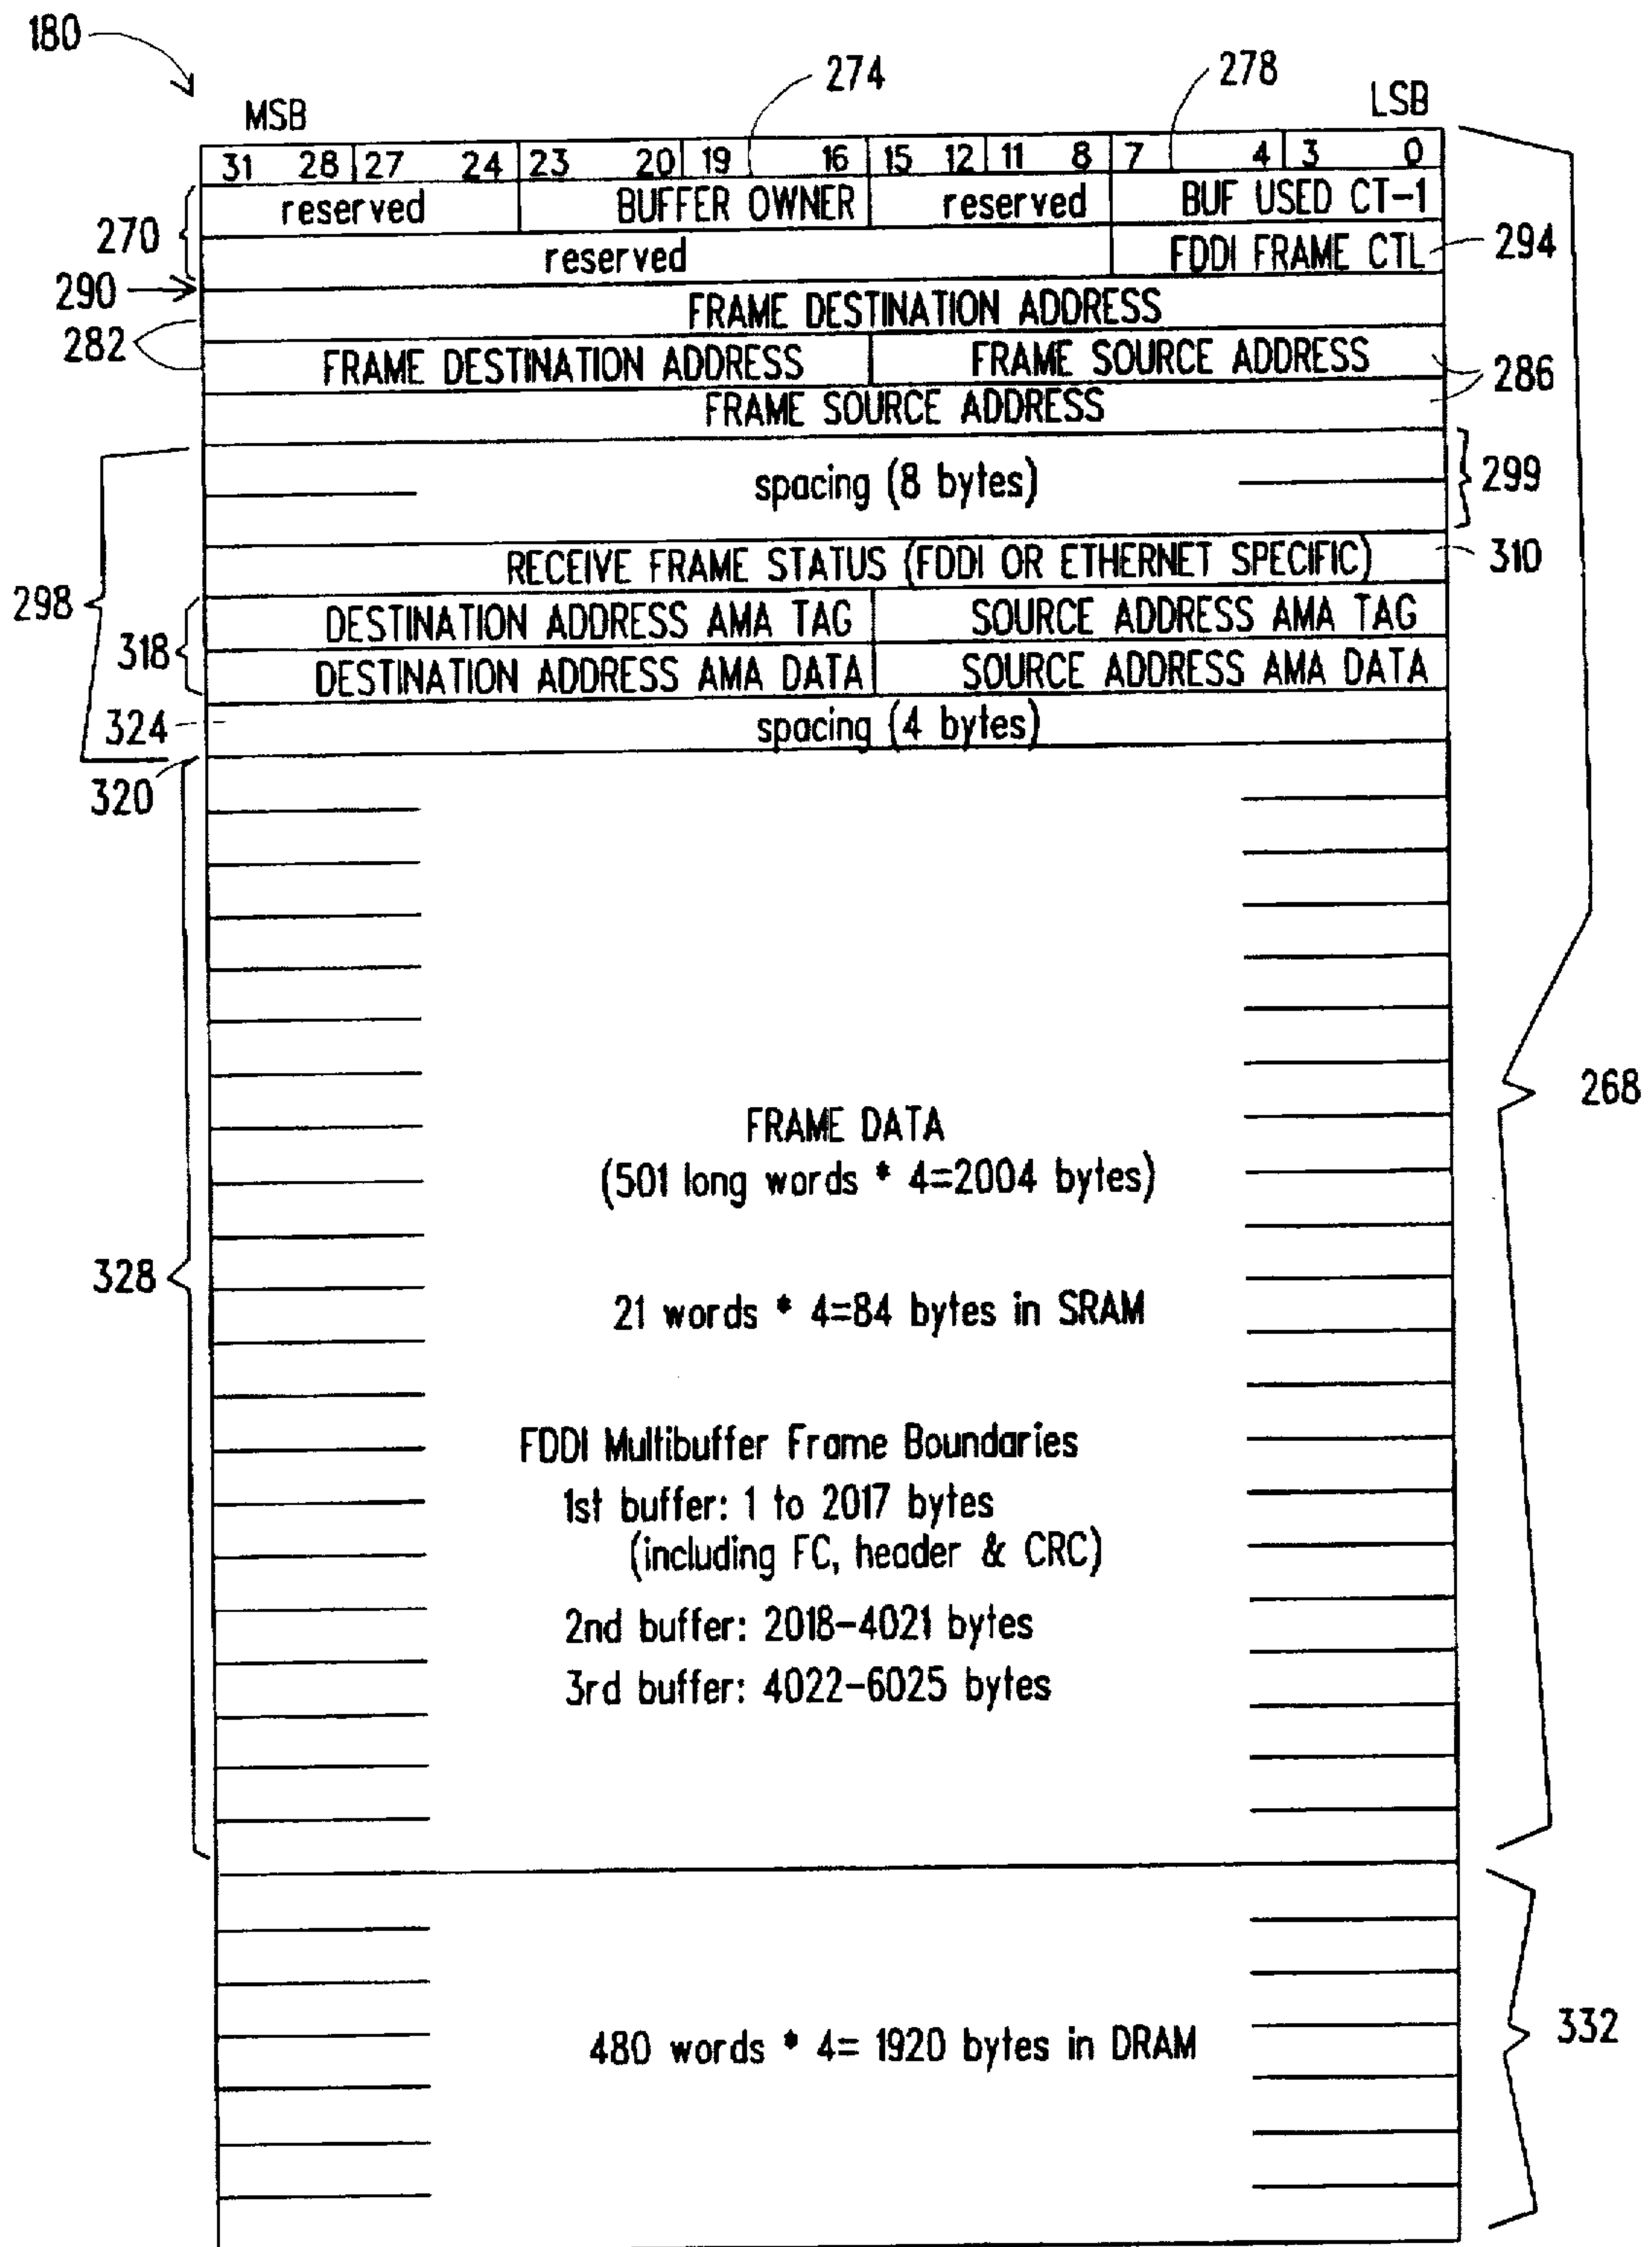 180
274
278
MSB
LSB
31 28 27 24 23 20 19 16 15 12 11 8 7 4 3 0
reserved BUFFER OWNER reserved BUF USED CT-1
270
reserved FDDI FRAME CTL 294
290
FRAME DESTINATION ADDRESS
282
FRAME DESTINATION ADDRESS FRAME SOURCE ADDRESS
286
FRAME SOURCE ADDRESS
spacing (8 bytes) 299
RECEIVE FRAME STATUS (FDDI OR ETHERNET SPECIFIC) 310
298
DESTINATION ADDRESS AMA TAG SOURCE ADDRESS AMA TAG
318
DESTINATION ADDRESS AMA DATA SOURCE ADDRESS AMA DATA
324 spacing (4 bytes)
320
268
FRAME DATA
(501 long words * 4=2004 bytes)
328
21 words * 4=84 bytes in SRAM
FDDI Multibuffer Frame Boundaries
1st buffer: 1 to 2017 bytes
(including FC, header & CRC)
2nd buffer: 2018-4021 bytes
3rd buffer: 4022-6025 bytes
480 words * 4= 1920 bytes in DRAM
332